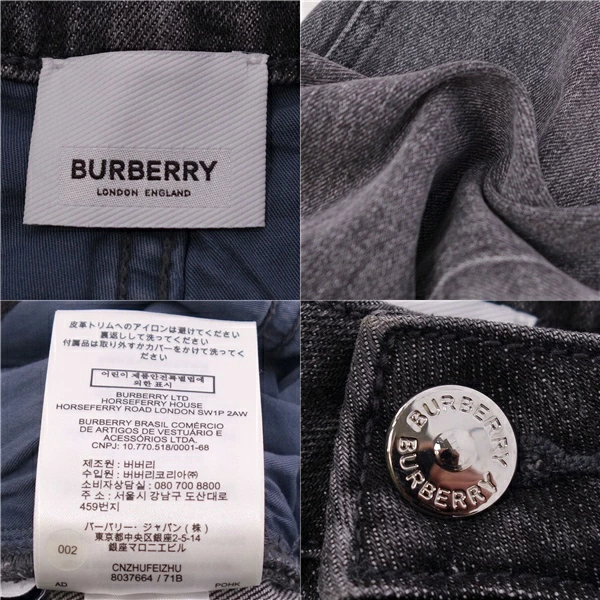 BURBERRY
LONDON ENGLAND
皮革トリムへのアイロンは避けてください
裏返しして洗ってください
付属品は取り外すかカバーをかけて洗ってください
어린이 제품안전특별법에
의한 표시
BURBERRY LTD
HORSEFERRY HOUSE
HORSEFERRY ROAD LONDON SW1P 2AW
BURBERRY BRASIL COMÉRCIO
DE ARTIGOS DE VESTUÁRIO E
ACESSÓRIOS LTDA.
CNPJ: 10.770.518/0001-68
제조원 : 버버리
수입원 : 버버리코리아㈜
소비자상담실 : 080 700 8800
주 소 : 서울시 강남구 도산대로
459번지
バーバリー・ジャパン(株)
東京都中央区銀座2-5-14
銀座マロニエビル
002
CNZHUFEIZHU
8037664 / 71B
AD
POHK
BURBERRY
BURBERRY